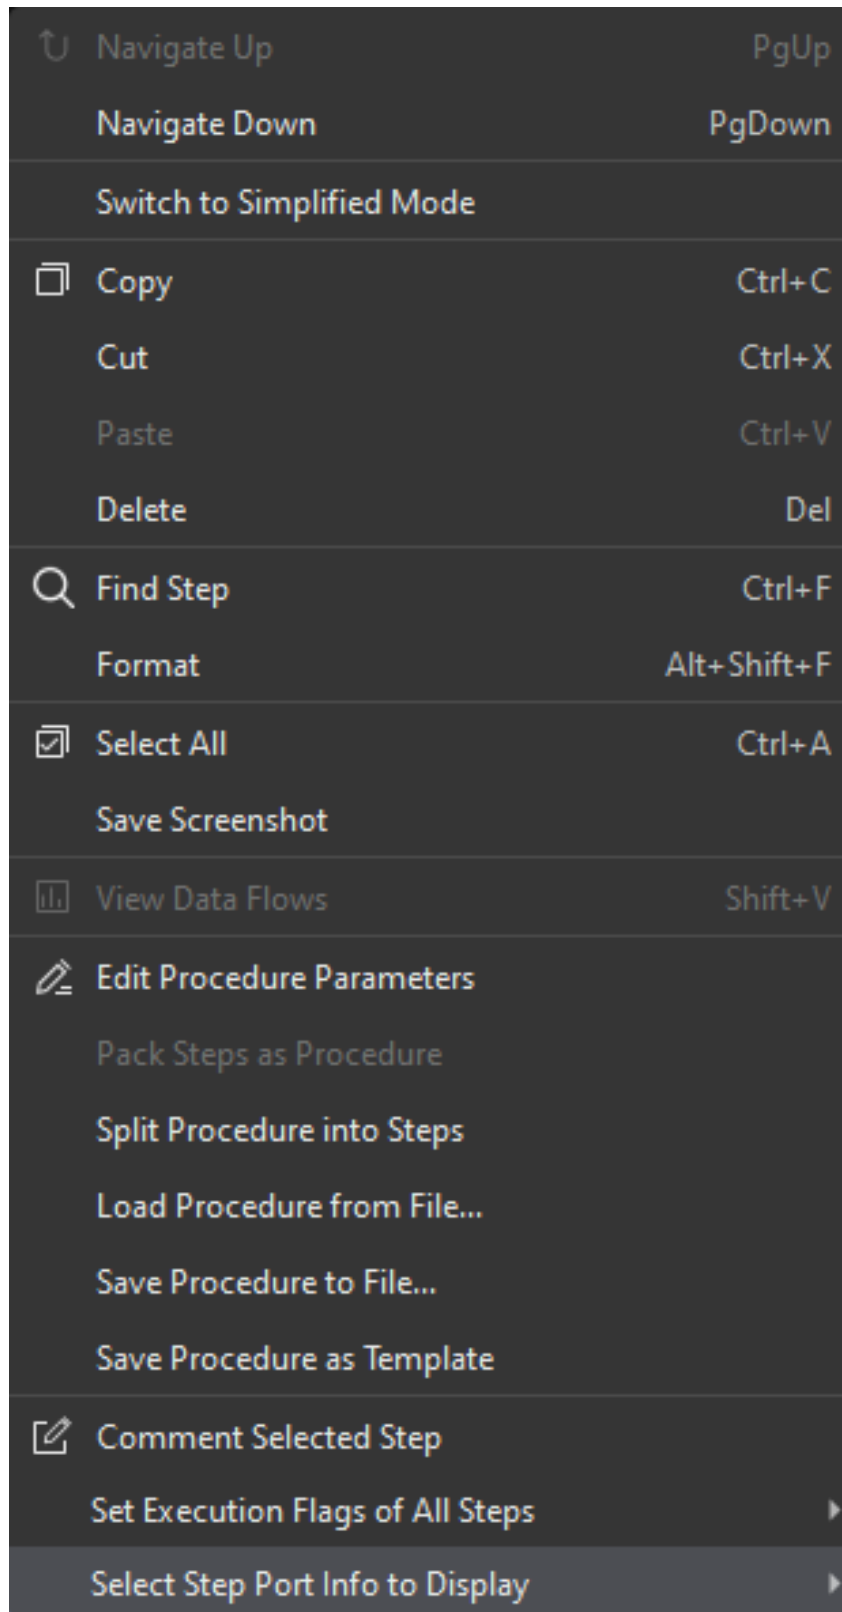 Navigate Up PgUp
Navigate Down PgDown
Switch to Simplified Mode
Copy Ctrl+C
Cut Ctrl+X
Paste Ctrl+V
Delete Del
Find Step Ctrl+F
Format Alt+Shift+F
Select All Ctrl+A
Save Screenshot
View Data Flows Shift+V
Edit Procedure Parameters
Pack Steps as Procedure
Split Procedure into Steps
Load Procedure from File...
Save Procedure to File...
Save Procedure as Template
Comment Selected Step
Set Execution Flags of All Steps
Select Step Port Info to Display